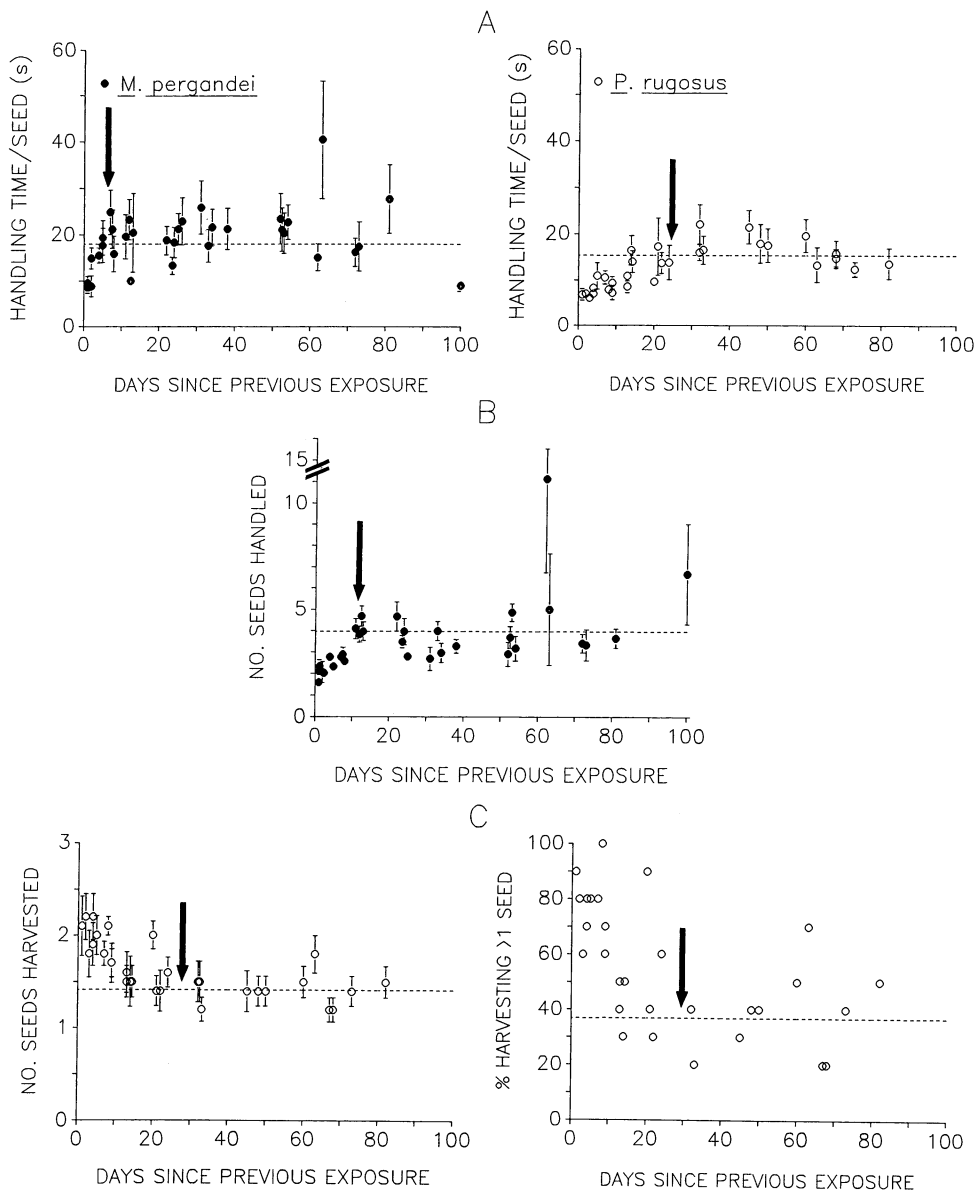 A
HANDLING TIME/SEED (s)
60
40
20
0
● M. pergandei
0 20 40 60 80 100
DAYS SINCE PREVIOUS EXPOSURE
HANDLING TIME/SEED (s)
60
40
20
0
○ P. rugosus
0 20 40 60 80 100
DAYS SINCE PREVIOUS EXPOSURE
B
NO. SEEDS HANDLED
15
10
5
0
0 20 40 60 80 100
DAYS SINCE PREVIOUS EXPOSURE
C
NO. SEEDS HARVESTED
3
2
1
0
0 20 40 60 80 100
DAYS SINCE PREVIOUS EXPOSURE
% HARVESTING >1 SEED
100
80
60
40
20
0
0 20 40 60 80 100
DAYS SINCE PREVIOUS EXPOSURE